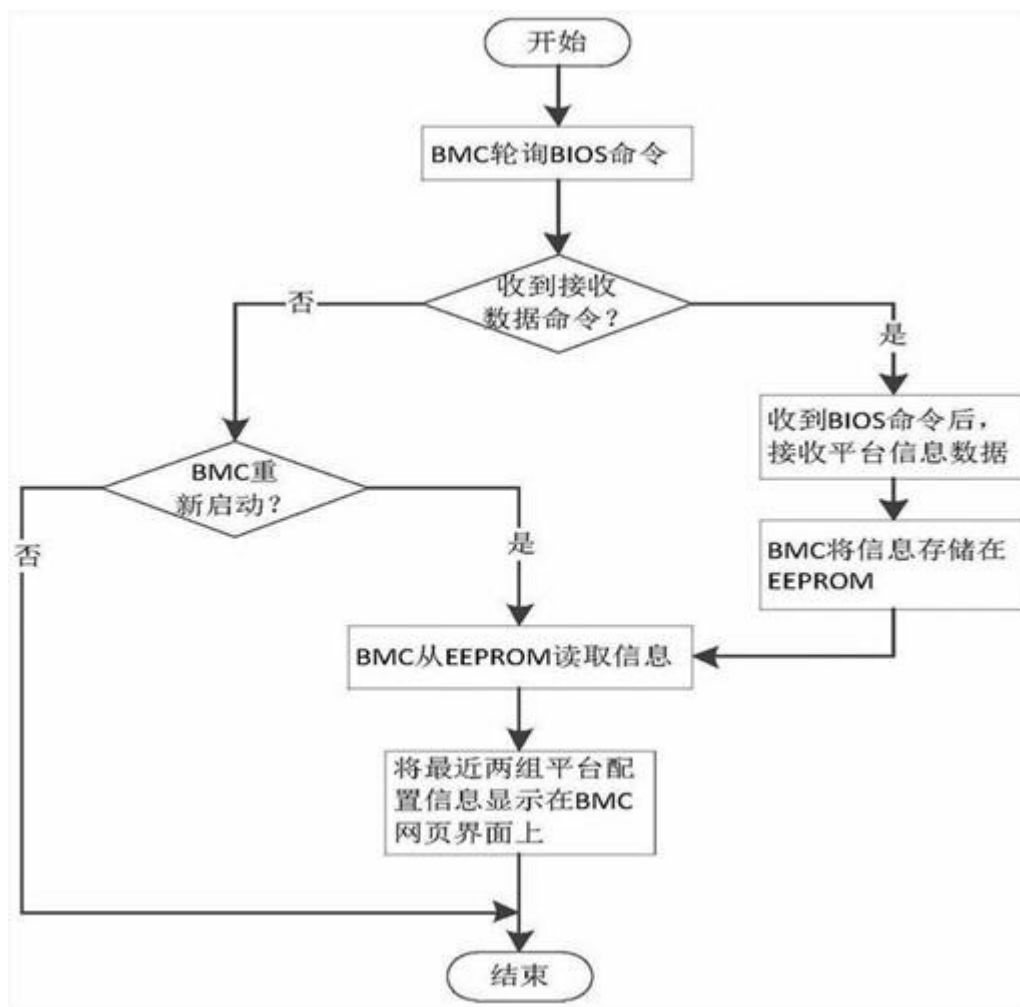 开始
BMC轮询BIOS命令
收到接收
数据命令？
否
是
收到BIOS命令后，
接收平台信息数据
BMC重
新启动？
否
是
BMC将信息存储在
EEPROM
BMC从EEPROM读取信息
将最近两组平台配
置信息显示在BMC
网页界面上
结束